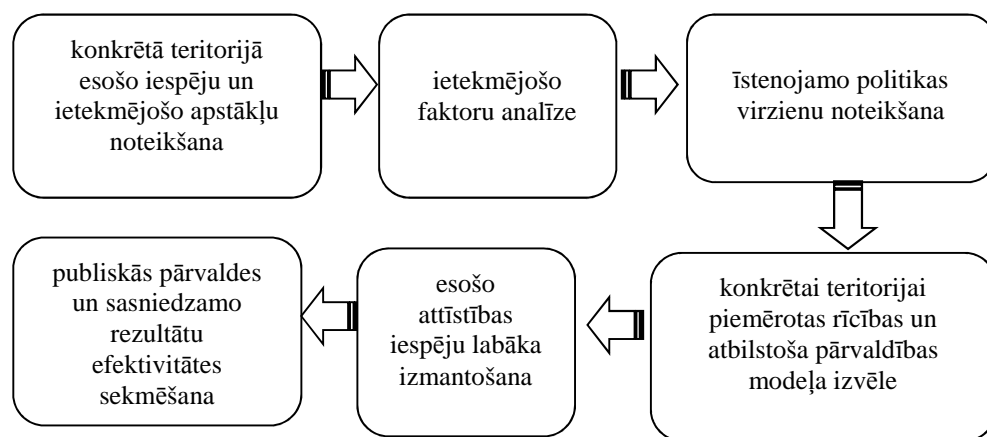 konkrētā teritorijā
esošo iespēju un
ietekmējošo apstākļu
noteikšana
ietekmējošo
faktoru analīze
īstenojamo politikas
virzienu noteikšana
konkrētai teritorijai
piemērotas rīcības un
atbilstoša pārvaldības
modeļa izvēle
esošo
attīstības
iespēju labāka
izmantošana
publiskās pārvaldes
un sasniedzamo
rezultātu
efektivitātes
sekmēšana